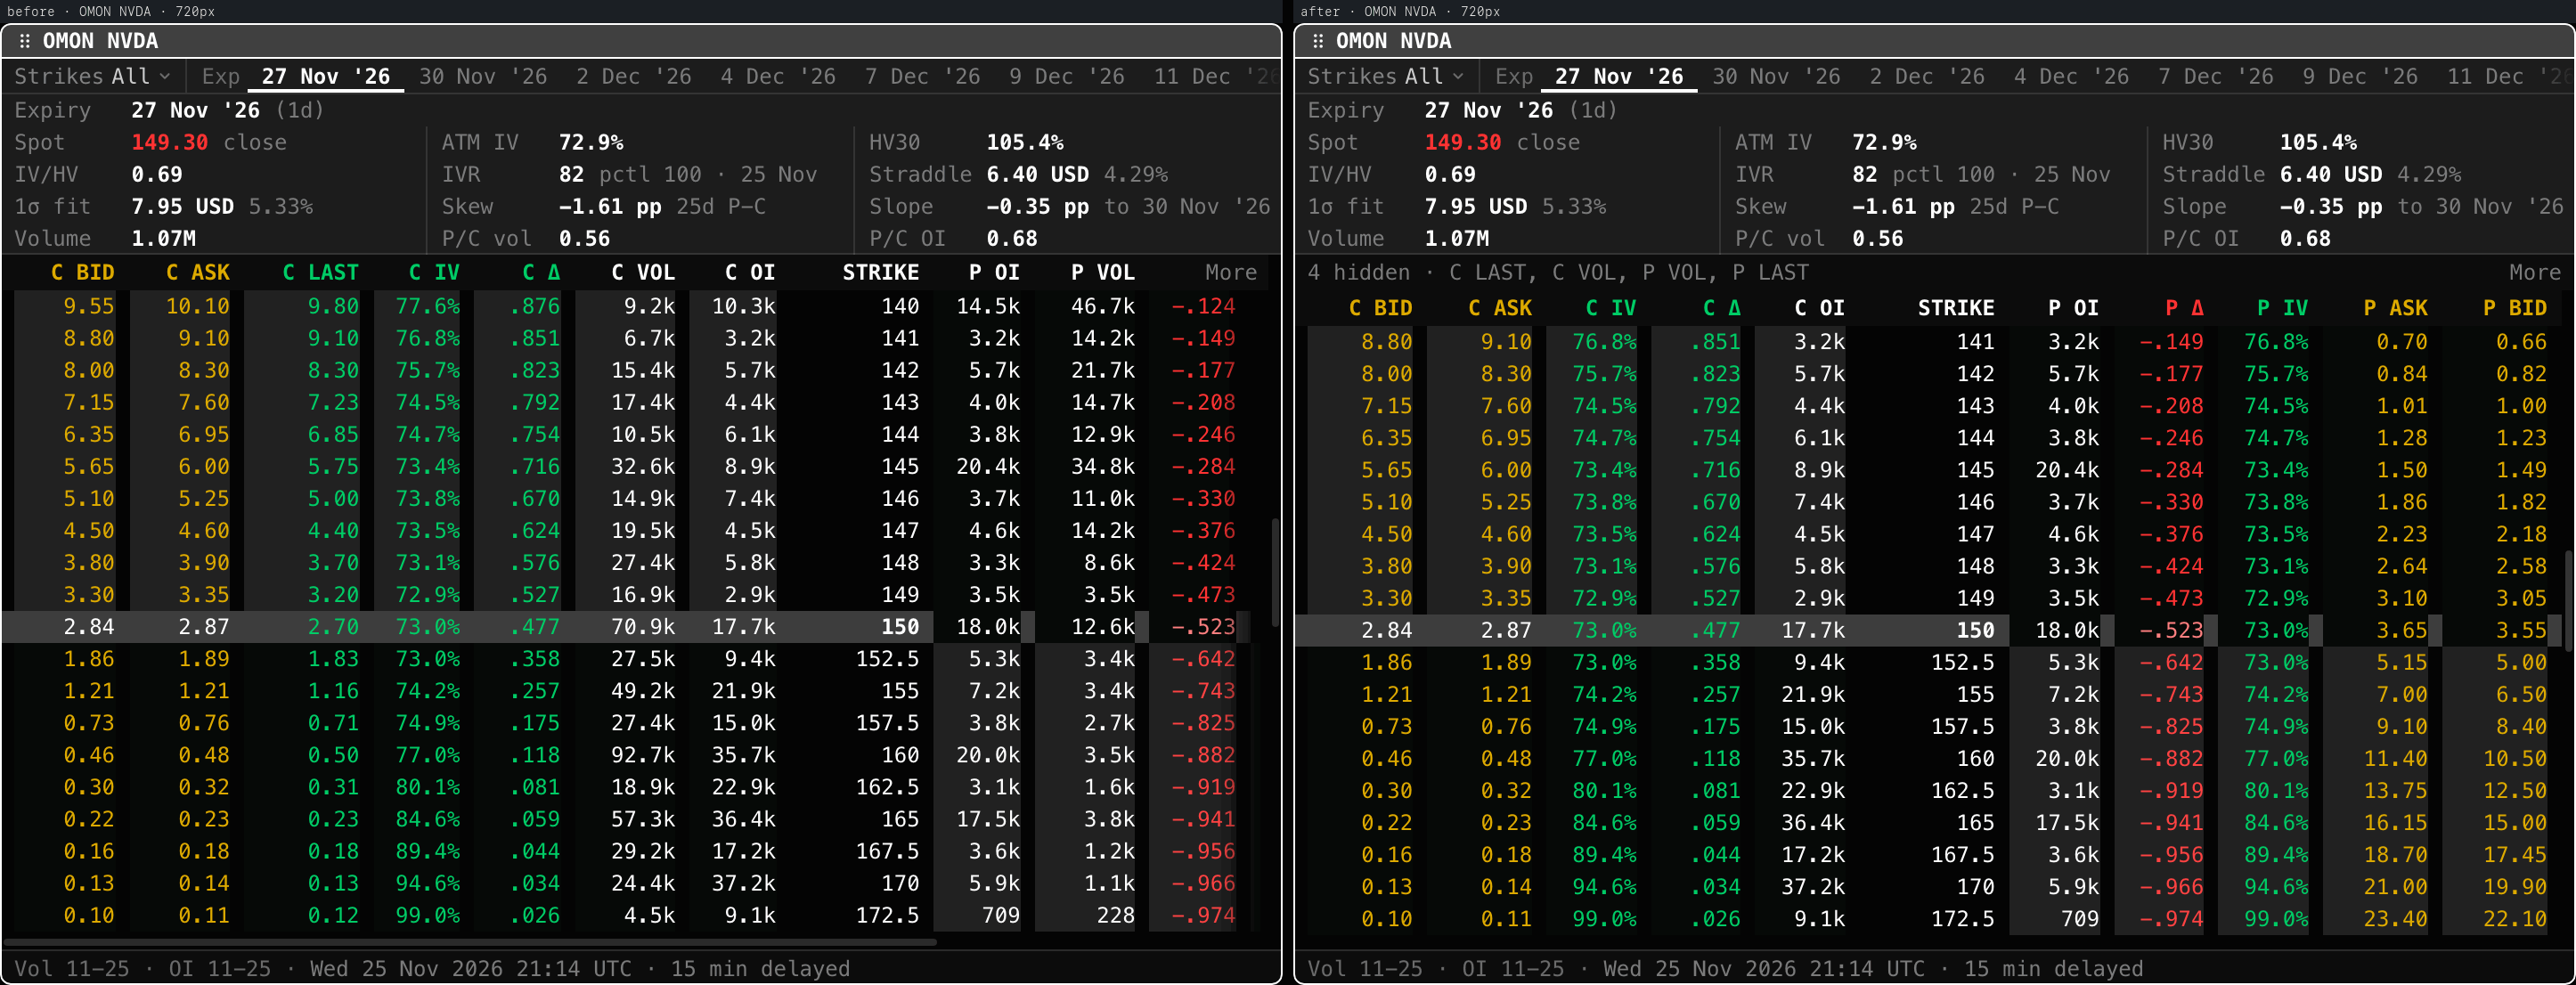 before · OMON NVDA · 720px
OMON NVDA
Strikes All Exp 27 Nov '26 30 Nov '26 2 Dec '26 4 Dec '26 7 Dec '26 9 Dec '26 11 Dec '26
Expiry 27 Nov '26 (1d)
Spot 149.30 close ATM IV 72.9% HV30 105.4%
IV/HV 0.69 IVR 82 pctl 100 · 25 Nov Straddle 6.40 USD 4.29%
1σ fit 7.95 USD 5.33% Skew −1.61 pp 25d P-C Slope −0.35 pp to 30 Nov '26
Volume 1.07M P/C vol 0.56 P/C OI 0.68
C BID C ASK C LAST C IV C Δ C VOL C OI STRIKE P OI P VOL More
9.55 10.10 9.80 77.6% .876 9.2k 10.3k 140 14.5k 46.7k −.124
8.80 9.10 9.10 76.8% .851 6.7k 3.2k 141 3.2k 14.2k −.149
8.00 8.30 8.30 75.7% .823 15.4k 5.7k 142 5.7k 21.7k −.177
7.15 7.60 7.23 74.5% .792 17.4k 4.4k 143 4.0k 14.7k −.208
6.35 6.95 6.85 74.7% .754 10.5k 6.1k 144 3.8k 12.9k −.246
5.65 6.00 5.75 73.4% .716 32.6k 8.9k 145 20.4k 34.8k −.284
5.10 5.25 5.00 73.8% .670 14.9k 7.4k 146 3.7k 11.0k −.330
4.50 4.60 4.40 73.5% .624 19.5k 4.5k 147 4.6k 14.2k −.376
3.80 3.90 3.70 73.1% .576 27.4k 5.8k 148 3.3k 8.6k −.424
3.30 3.35 3.20 72.9% .527 16.9k 2.9k 149 3.5k 3.5k −.473
2.84 2.87 2.70 73.0% .477 70.9k 17.7k 150 18.0k 12.6k −.523
1.86 1.89 1.83 73.0% .358 27.5k 9.4k 152.5 5.3k 3.4k −.642
1.21 1.21 1.16 74.2% .257 49.2k 21.9k 155 7.2k 3.4k −.743
0.73 0.76 0.71 74.9% .175 27.4k 15.0k 157.5 3.8k 2.7k −.825
0.46 0.48 0.50 77.0% .118 92.7k 35.7k 160 20.0k 3.5k −.882
0.30 0.32 0.31 80.1% .081 18.9k 22.9k 162.5 3.1k 1.6k −.919
0.22 0.23 0.23 84.6% .059 57.3k 36.4k 165 17.5k 3.8k −.941
0.16 0.18 0.18 89.4% .044 29.2k 17.2k 167.5 3.6k 1.2k −.956
0.13 0.14 0.13 94.6% .034 24.4k 37.2k 170 5.9k 1.1k −.966
0.10 0.11 0.12 99.0% .026 4.5k 9.1k 172.5 709 228 −.974
Vol 11–25 · OI 11–25 · Wed 25 Nov 2026 21:14 UTC · 15 min delayed
after · OMON NVDA · 720px
OMON NVDA
Strikes All Exp 27 Nov '26 30 Nov '26 2 Dec '26 4 Dec '26 7 Dec '26 9 Dec '26 11 Dec '26
Expiry 27 Nov '26 (1d)
Spot 149.30 close ATM IV 72.9% HV30 105.4%
IV/HV 0.69 IVR 82 pctl 100 · 25 Nov Straddle 6.40 USD 4.29%
1σ fit 7.95 USD 5.33% Skew −1.61 pp 25d P-C Slope −0.35 pp to 30 Nov '26
Volume 1.07M P/C vol 0.56 P/C OI 0.68
4 hidden · C LAST, C VOL, P VOL, P LAST More
C BID C ASK C IV C Δ C OI STRIKE P OI P Δ P IV P ASK P BID
8.80 9.10 76.8% .851 3.2k 141 3.2k −.149 76.8% 0.70 0.66
8.00 8.30 75.7% .823 5.7k 142 5.7k −.177 75.7% 0.84 0.82
7.15 7.60 74.5% .792 4.4k 143 4.0k −.208 74.5% 1.01 1.00
6.35 6.95 74.7% .754 6.1k 144 3.8k −.246 74.7% 1.28 1.23
5.65 6.00 73.4% .716 8.9k 145 20.4k −.284 73.4% 1.50 1.49
5.10 5.25 73.8% .670 7.4k 146 3.7k −.330 73.8% 1.86 1.82
4.50 4.60 73.5% .624 4.5k 147 4.6k −.376 73.5% 2.23 2.18
3.80 3.90 73.1% .576 5.8k 148 3.3k −.424 73.1% 2.64 2.58
3.30 3.35 72.9% .527 2.9k 149 3.5k −.473 72.9% 3.10 3.05
2.84 2.87 73.0% .477 17.7k 150 18.0k −.523 73.0% 3.65 3.55
1.86 1.89 73.0% .358 9.4k 152.5 5.3k −.642 73.0% 5.15 5.00
1.21 1.21 74.2% .257 21.9k 155 7.2k −.743 74.2% 7.00 6.50
0.73 0.76 74.9% .175 15.0k 157.5 3.8k −.825 74.9% 9.10 8.40
0.46 0.48 77.0% .118 35.7k 160 20.0k −.882 77.0% 11.40 10.50
0.30 0.32 80.1% .081 22.9k 162.5 3.1k −.919 80.1% 13.75 12.50
0.22 0.23 84.6% .059 36.4k 165 17.5k −.941 84.6% 16.15 15.00
0.16 0.18 89.4% .044 17.2k 167.5 3.6k −.956 89.4% 18.70 17.45
0.13 0.14 94.6% .034 37.2k 170 5.9k −.966 94.6% 21.00 19.90
0.10 0.11 99.0% .026 9.1k 172.5 709 −.974 99.0% 23.40 22.10
Vol 11–25 · OI 11–25 · Wed 25 Nov 2026 21:14 UTC · 15 min delayed